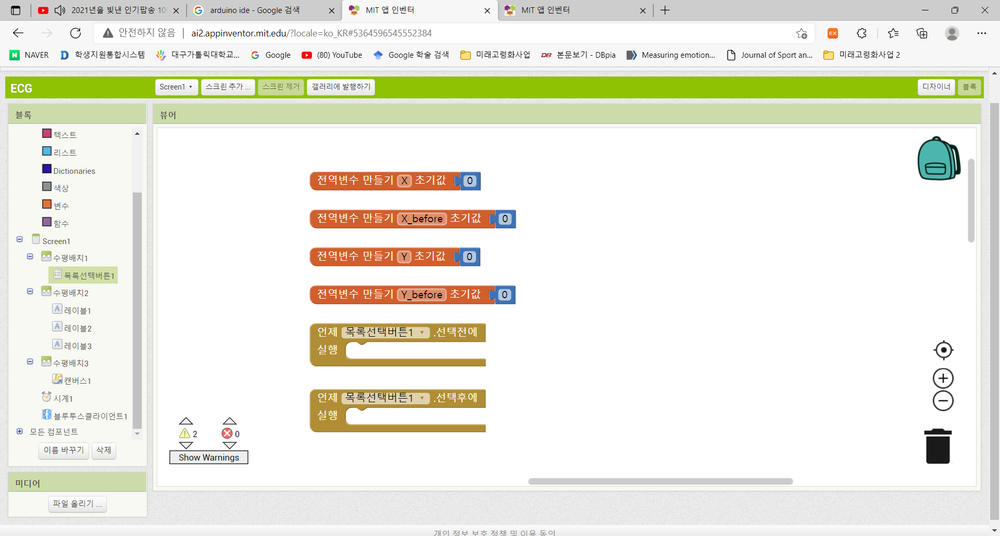 2021년을 빛낸 인기팝송 10
arduino ide - Google 검색
MIT 앱 인벤터
MIT 앱 인벤터
안전하지 않음
ai2.appinventor.mit.edu/?locale=ko_KR#5364596545552384
EX
NAVER
학생지원통합시스템
대구가톨릭대학교...
Google
(80) YouTube
Google 학술 검색
미래고령화사업
DB
본문보기 - DBpia
Measuring emotion...
Journal of Sport an...
미래고령화사업 2
ECG
Screen1
스크린 추가 ...
스크린 제거
갤러리에 발행하기
디자이너
블록
블록
텍스트
리스트
Dictionaries
색상
변수
함수
Screen1
수평배치1
목록선택버튼1
수평배치2
레이블1
레이블2
레이블3
수평배치3
캔버스1
시계1
블루투스클라이언트1
모든 컴포넌트
이름 바꾸기
삭제
미디어
파일 올리기 ...
뷰어
전역변수 만들기 X 초기값 0
전역변수 만들기 X_before 초기값 0
전역변수 만들기 Y 초기값 0
전역변수 만들기 Y_before 초기값 0
언제 목록선택버튼1 .선택전에
실행
언제 목록선택버튼1 .선택후에
실행
2
0
Show Warnings
개인 정보 보호 정책 및 이용 동의